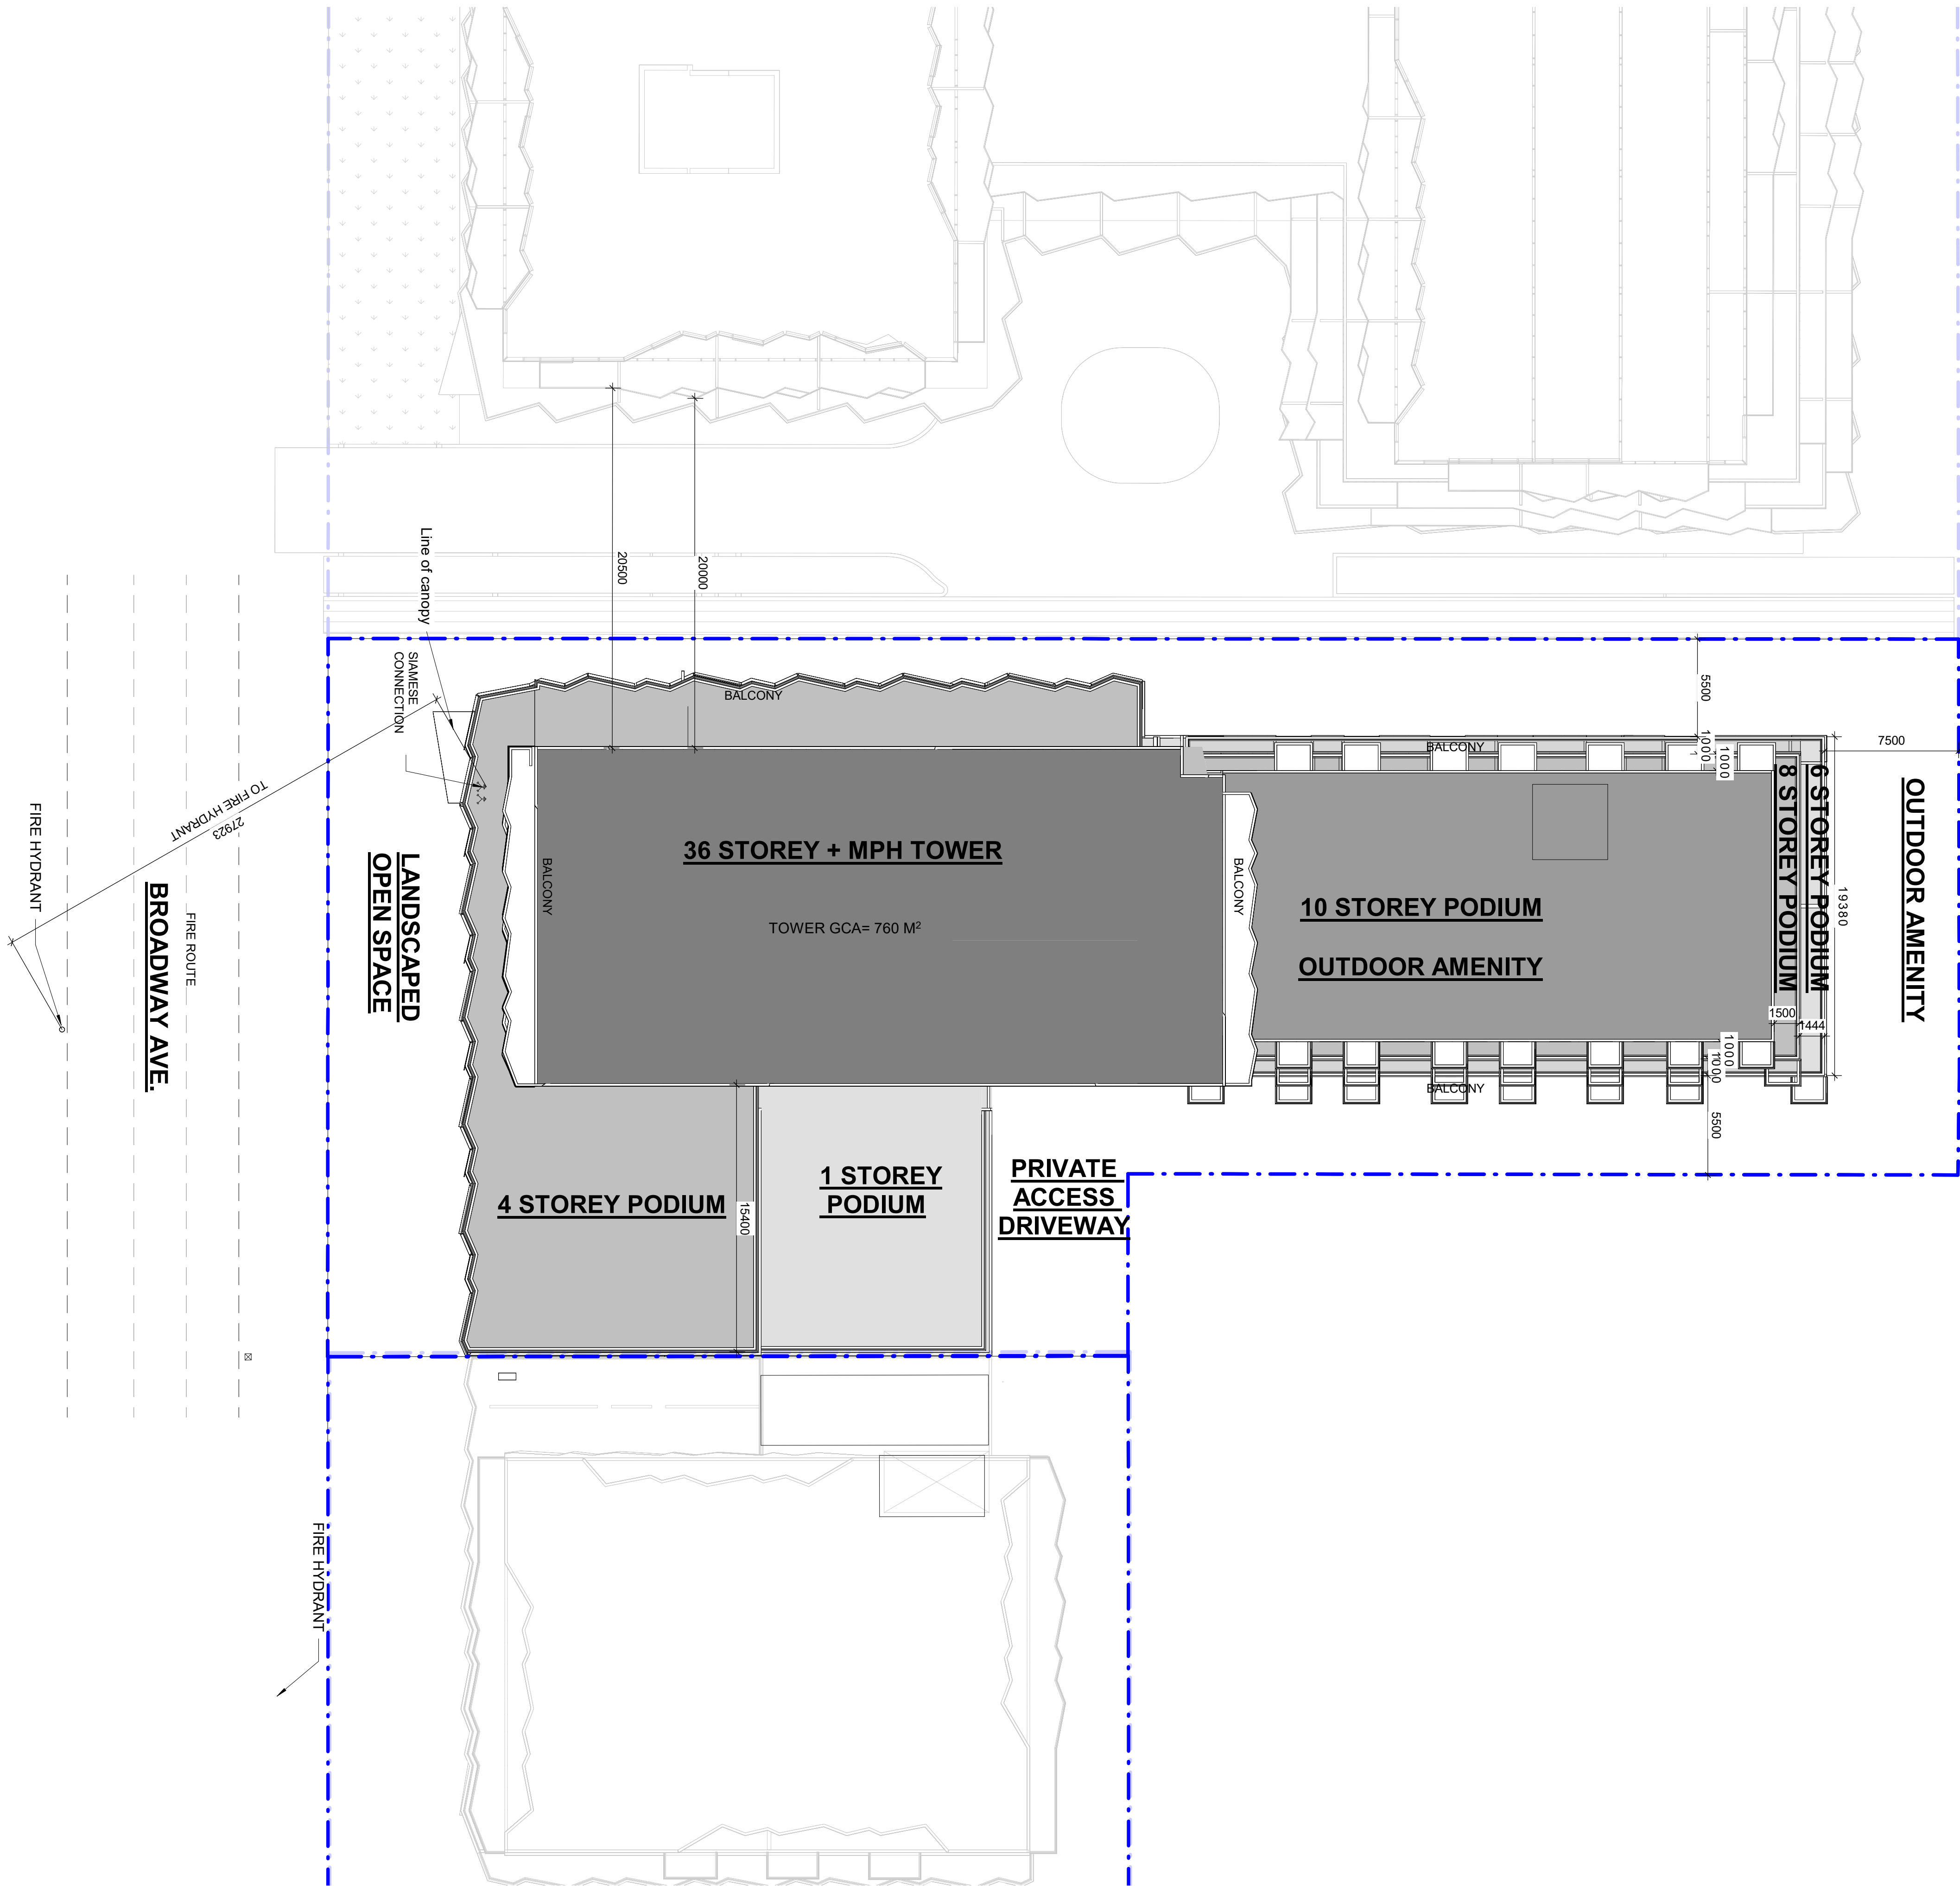 Line of canopy
20500
20000
SIAMESE
CONNECTION
BALCONY
5500
1000
1000
BALCONY
7500
TO FIRE HYDRANT
27923
FIRE HYDRANT
BROADWAY AVE.
FIRE ROUTE
LANDSCAPED
OPEN SPACE
BALCONY
36 STOREY + MPH TOWER
TOWER GCA= 760 M²
BALCONY
10 STOREY PODIUM
OUTDOOR AMENITY
8 STOREY PODIUM
6 STOREY PODIUM
19380
OUTDOOR AMENITY
1500
1444
1000
1000
BALCONY
5500
4 STOREY PODIUM
15400
1 STOREY
PODIUM
PRIVATE
ACCESS
DRIVEWAY
FIRE HYDRANT